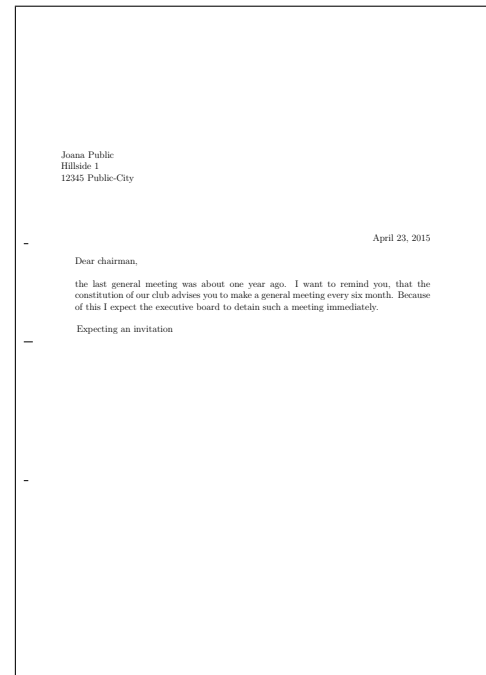 Joana Public
Hillside 1
12345 Public-City
April 23, 2015
Dear chairman,
the last general meeting was about one year ago. I want to remind you, that the
constitution of our club advises you to make a general meeting every six month. Because
of this I expect the executive board to detain such a meeting immediately.
Expecting an invitation